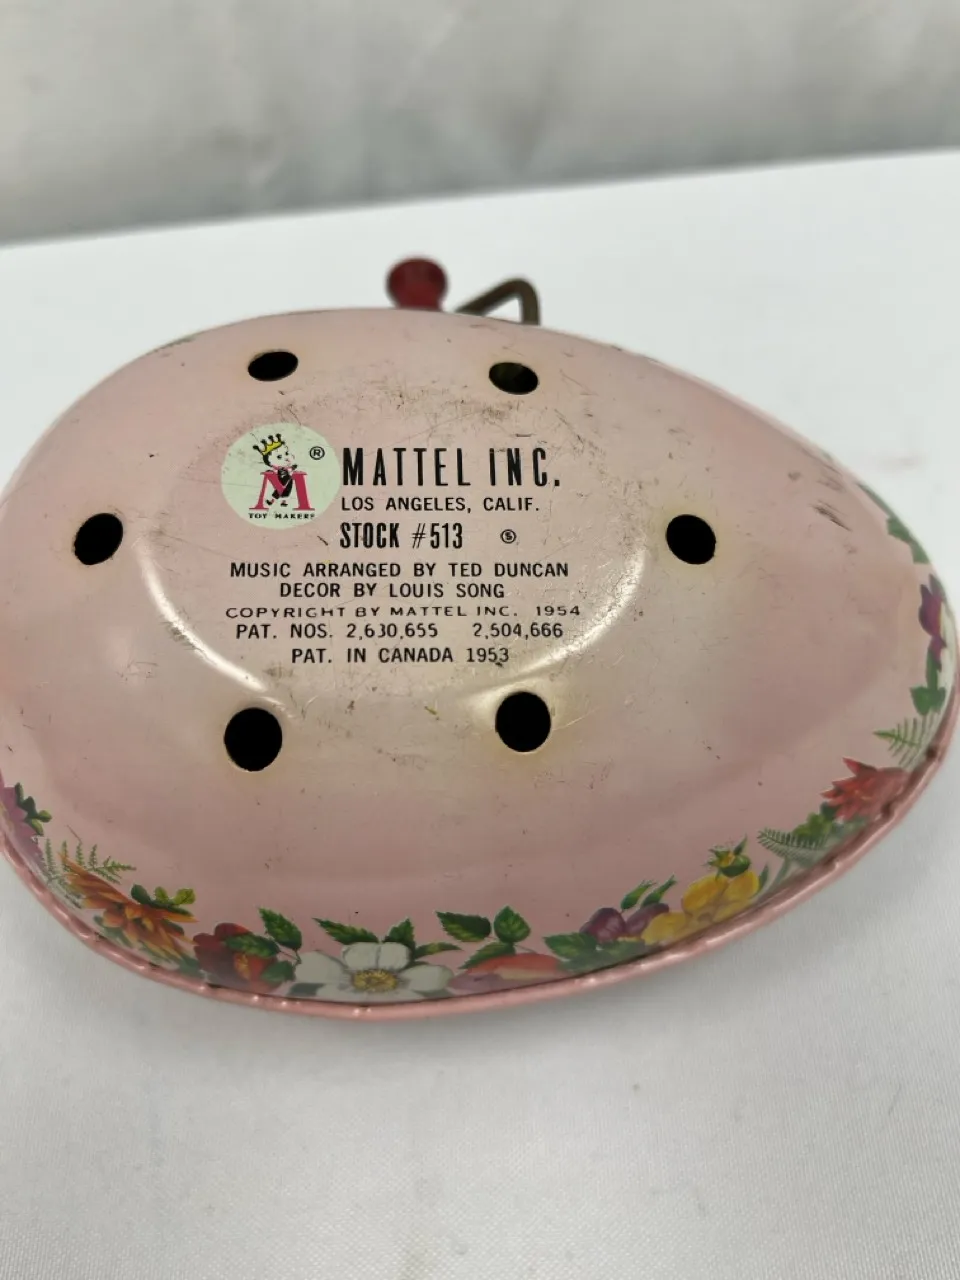 M
TOY MAKERS
®
MATTEL INC.
LOS ANGELES, CALIF.
STOCK #513 Ⓢ
MUSIC ARRANGED BY TED DUNCAN
DECOR BY LOUIS SONG
COPYRIGHT BY MATTEL INC. 1954
PAT. NOS. 2,630,655 2,504,666
PAT. IN CANADA 1953